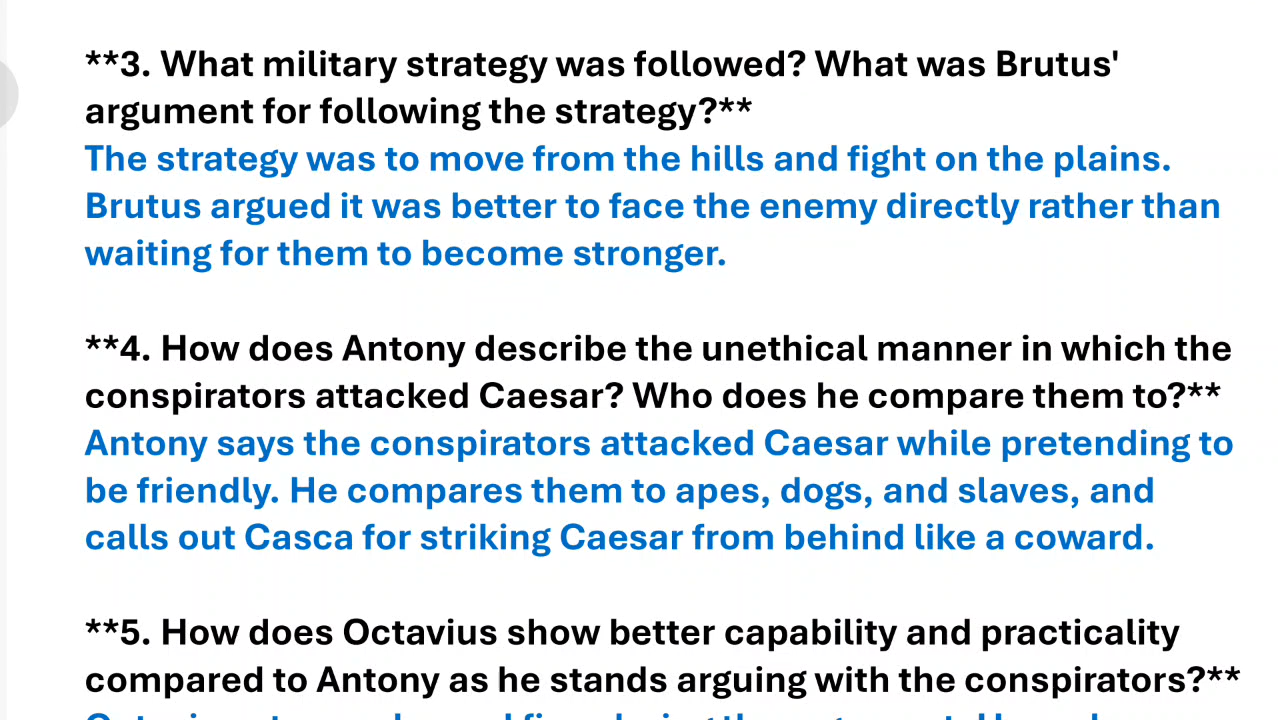 **3. What military strategy was followed? What was Brutus'
argument for following the strategy?**
The strategy was to move from the hills and fight on the plains.
Brutus argued it was better to face the enemy directly rather than
waiting for them to become stronger.
**4. How does Antony describe the unethical manner in which the
conspirators attacked Caesar? Who does he compare them to?**
Antony says the conspirators attacked Caesar while pretending to
be friendly. He compares them to apes, dogs, and slaves, and
calls out Casca for striking Caesar from behind like a coward.
**5. How does Octavius show better capability and practicality
compared to Antony as he stands arguing with the conspirators?**